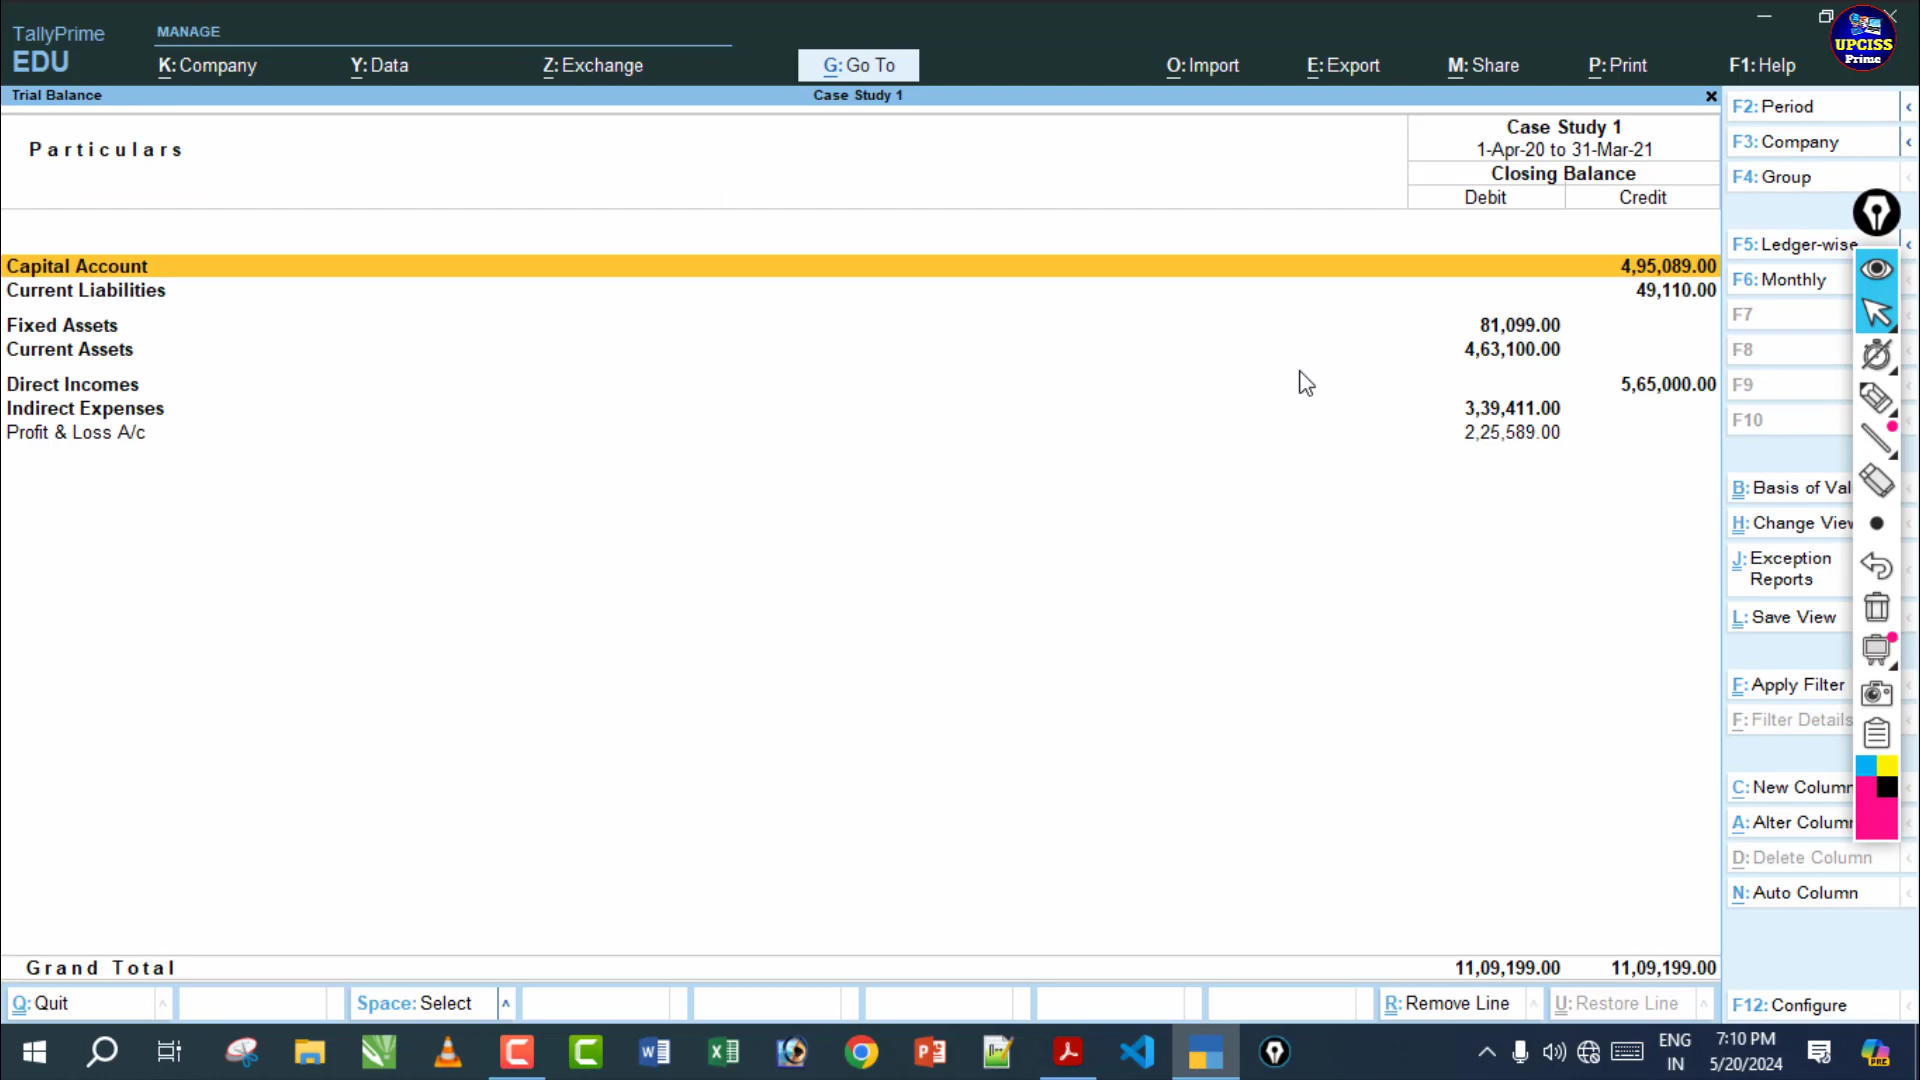 TallyPrime
EDU
MANAGE
K: Company
Y: Data
Z: Exchange
G: Go To
O: Import
E: Export
M: Share
P: Print
F1: Help
UPCISS
Prime
Trial Balance
Case Study 1
Particulars
Case Study 1
1-Apr-20 to 31-Mar-21
Closing Balance
Debit Credit
Capital Account 4,95,089.00
Current Liabilities 49,110.00
Fixed Assets 81,099.00
Current Assets 4,63,100.00
Direct Incomes 5,65,000.00
Indirect Expenses 3,39,411.00
Profit & Loss A/c 2,25,589.00
Grand Total 11,09,199.00 11,09,199.00
F2: Period
F3: Company
F4: Group
F5: Ledger-wise
F6: Monthly
F7
F8
F9
F10
B: Basis of Val
H: Change View
J: Exception
Reports
L: Save View
E: Apply Filter
F: Filter Details
C: New Column
A: Alter Column
D: Delete Column
N: Auto Column
F12: Configure
Q: Quit
Space: Select
R: Remove Line
U: Restore Line
ENG
IN
7:10 PM
5/20/2024
PRE